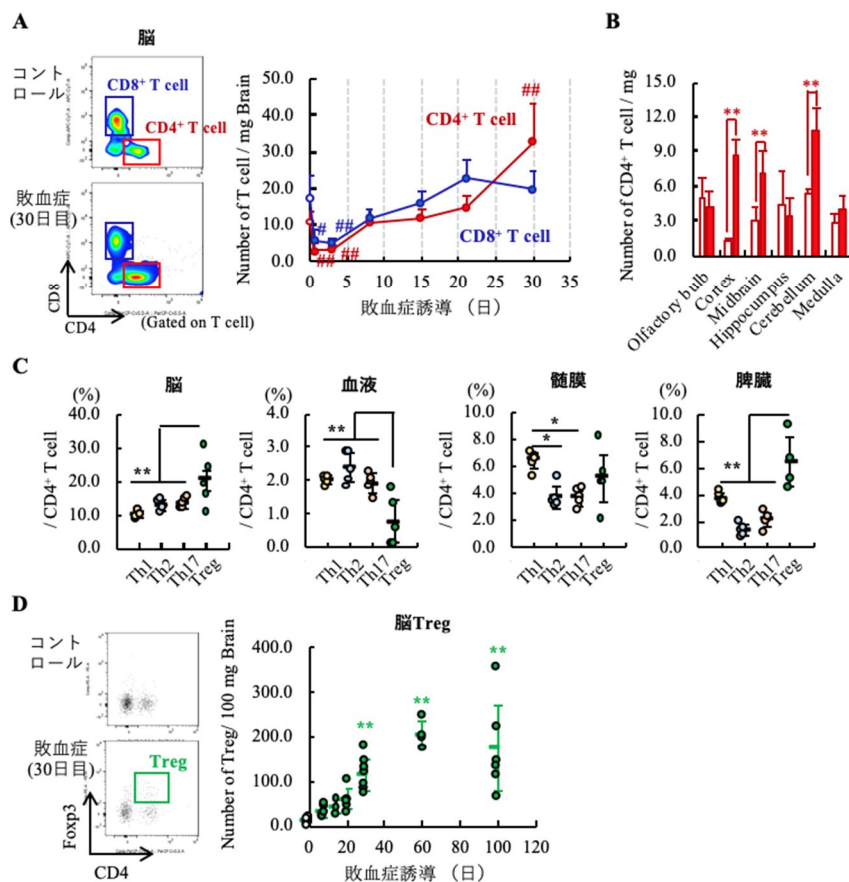 A
脳
コント
ロール
CD8⁺ T cell
CD4⁺ T cell
敗血症
(30日目)
CD8
CD4
(Gated on T cell)
Number of T cell / mg Brain
50.0
40.0
30.0
20.0
10.0
0.0
##
CD4⁺ T cell
#
##
##
##
CD8⁺ T cell
0
5
10
15
20
25
30
35
敗血症誘導 （日）
B
Number of CD4⁺ T cell / mg
15.0
12.0
9.0
6.0
3.0
0
**
**
**
Olfactory bulb
Cortex
Midbrain
Hippocumpus
Cerebellum
Medulla
C
脳
(%)
/ CD4⁺ T cell
40.0
30.0
20.0
10.0
0.0
**
Th1
Th2
Th17
Treg
血液
(%)
/ CD4⁺ T cell
4.0
3.0
2.0
1.0
0.0
**
Th1
Th2
Th17
Treg
髄膜
(%)
/ CD4⁺ T cell
10.0
8.0
6.0
4.0
2.0
0.0
*
*
Th1
Th2
Th17
Treg
脾臓
(%)
/ CD4⁺ T cell
10.0
8.0
6.0
4.0
2.0
0.0
**
Th1
Th2
Th17
Treg
D
コント
ロール
敗血症
(30日目)
Treg
Foxp3
CD4
脳Treg
Number of Treg/ 100 mg Brain
400.0
300.0
200.0
100.0
0.0
**
**
**
0
20
40
60
80
100
120
敗血症誘導 （日）